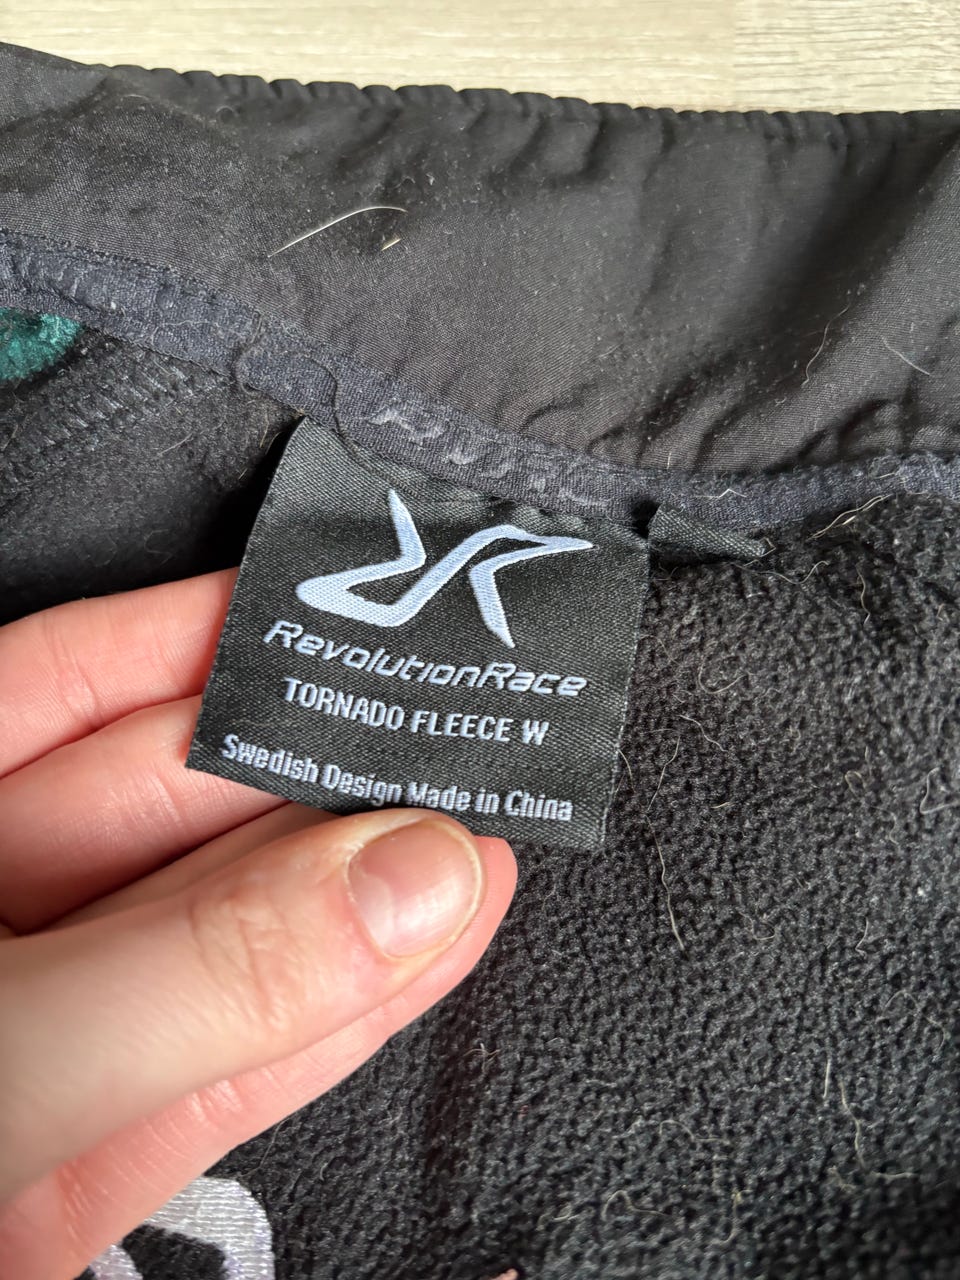 RevolutionRace
TORNADO FLEECE W
Swedish Design Made in China